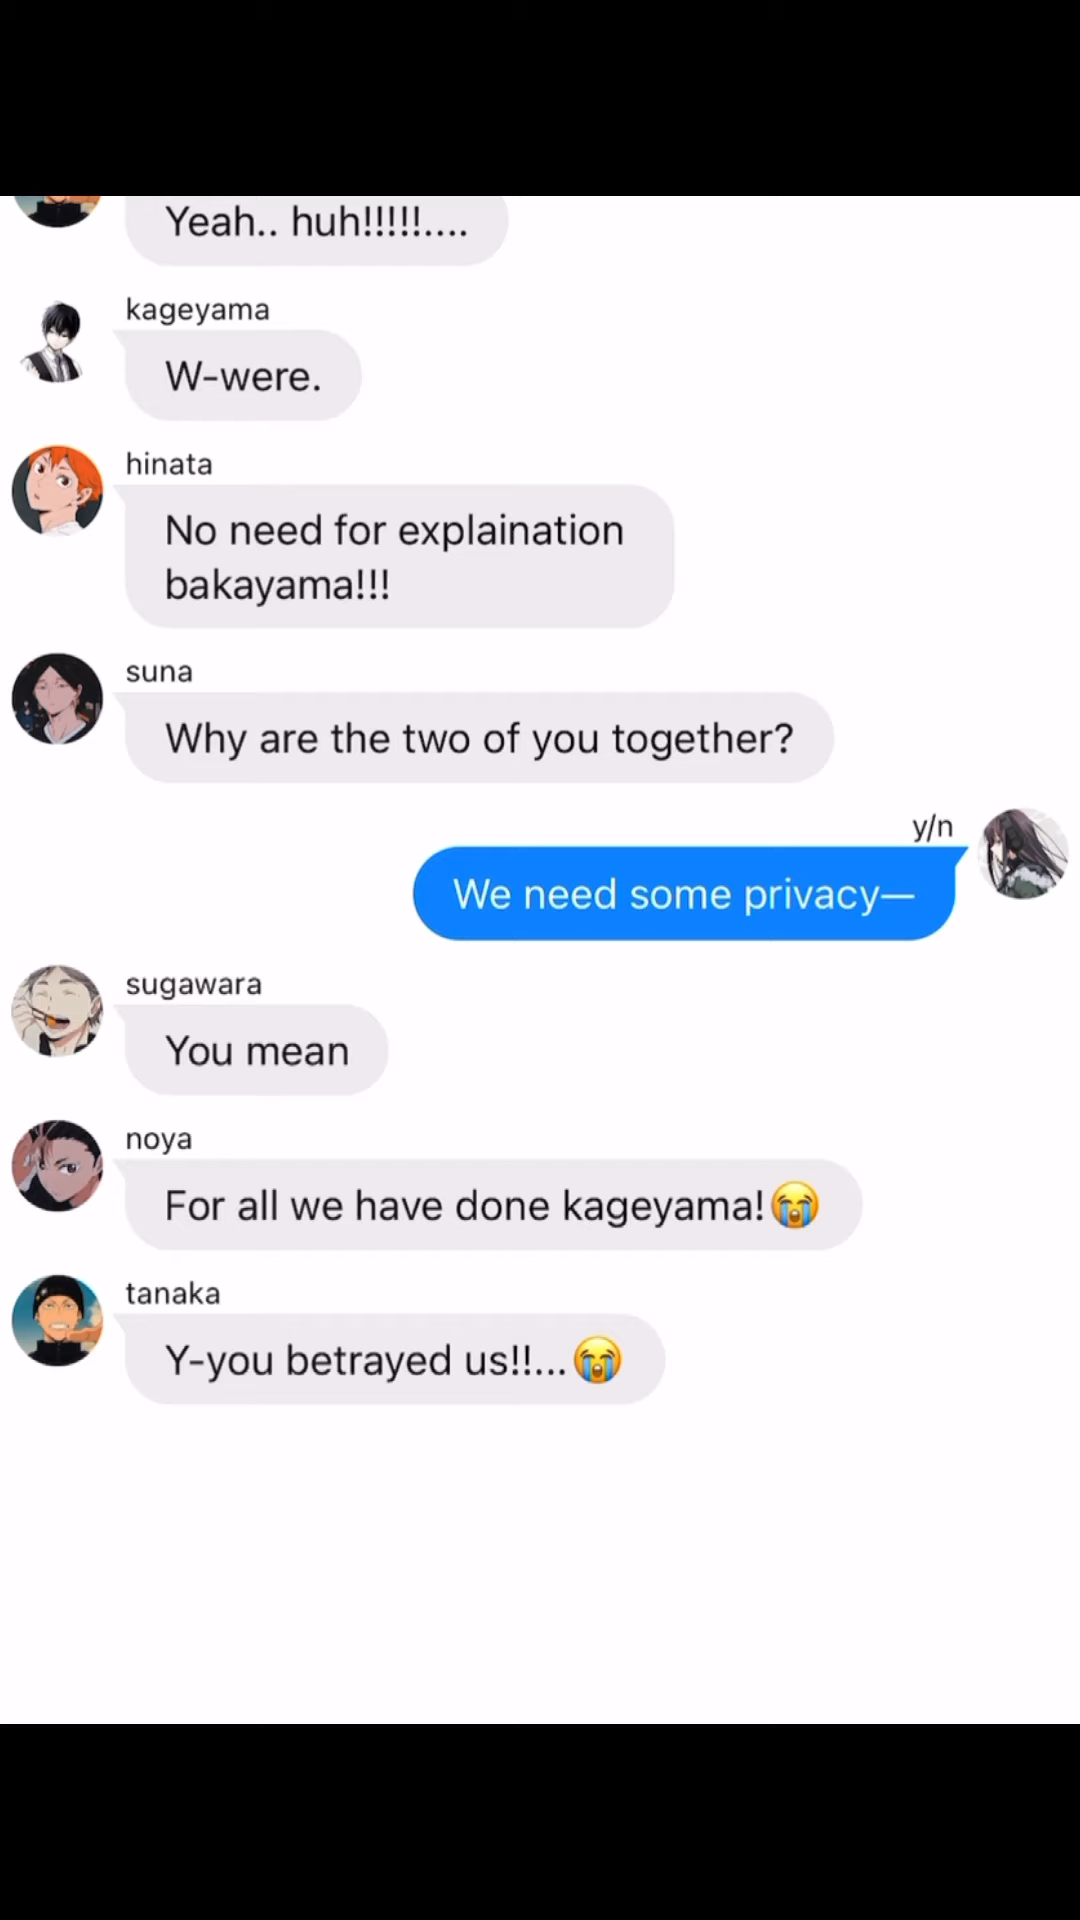 Yeah.. huh!!!!!....
kageyama
W-were.
hinata
No need for explaination
bakayama!!!
suna
Why are the two of you together?
y/n
We need some privacy—
sugawara
You mean
noya
For all we have done kageyama!😭
tanaka
Y-you betrayed us!!...😭